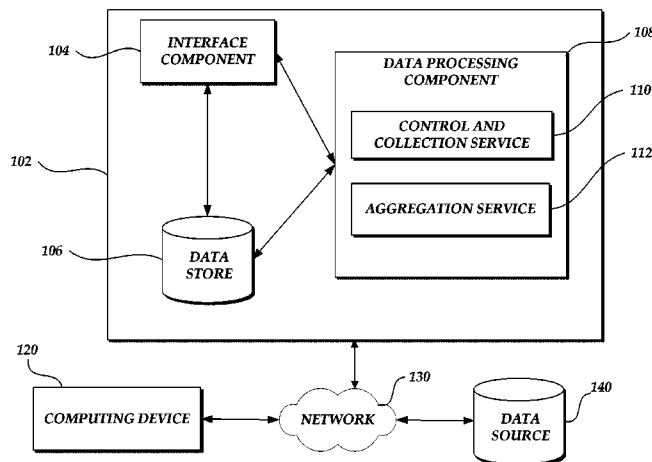 104
INTERFACE
COMPONENT
108
DATA PROCESSING
COMPONENT
110
CONTROL AND
COLLECTION SERVICE
112
102
AGGREGATION SERVICE
106
DATA
STORE
120
COMPUTING DEVICE
130
NETWORK
140
DATA
SOURCE